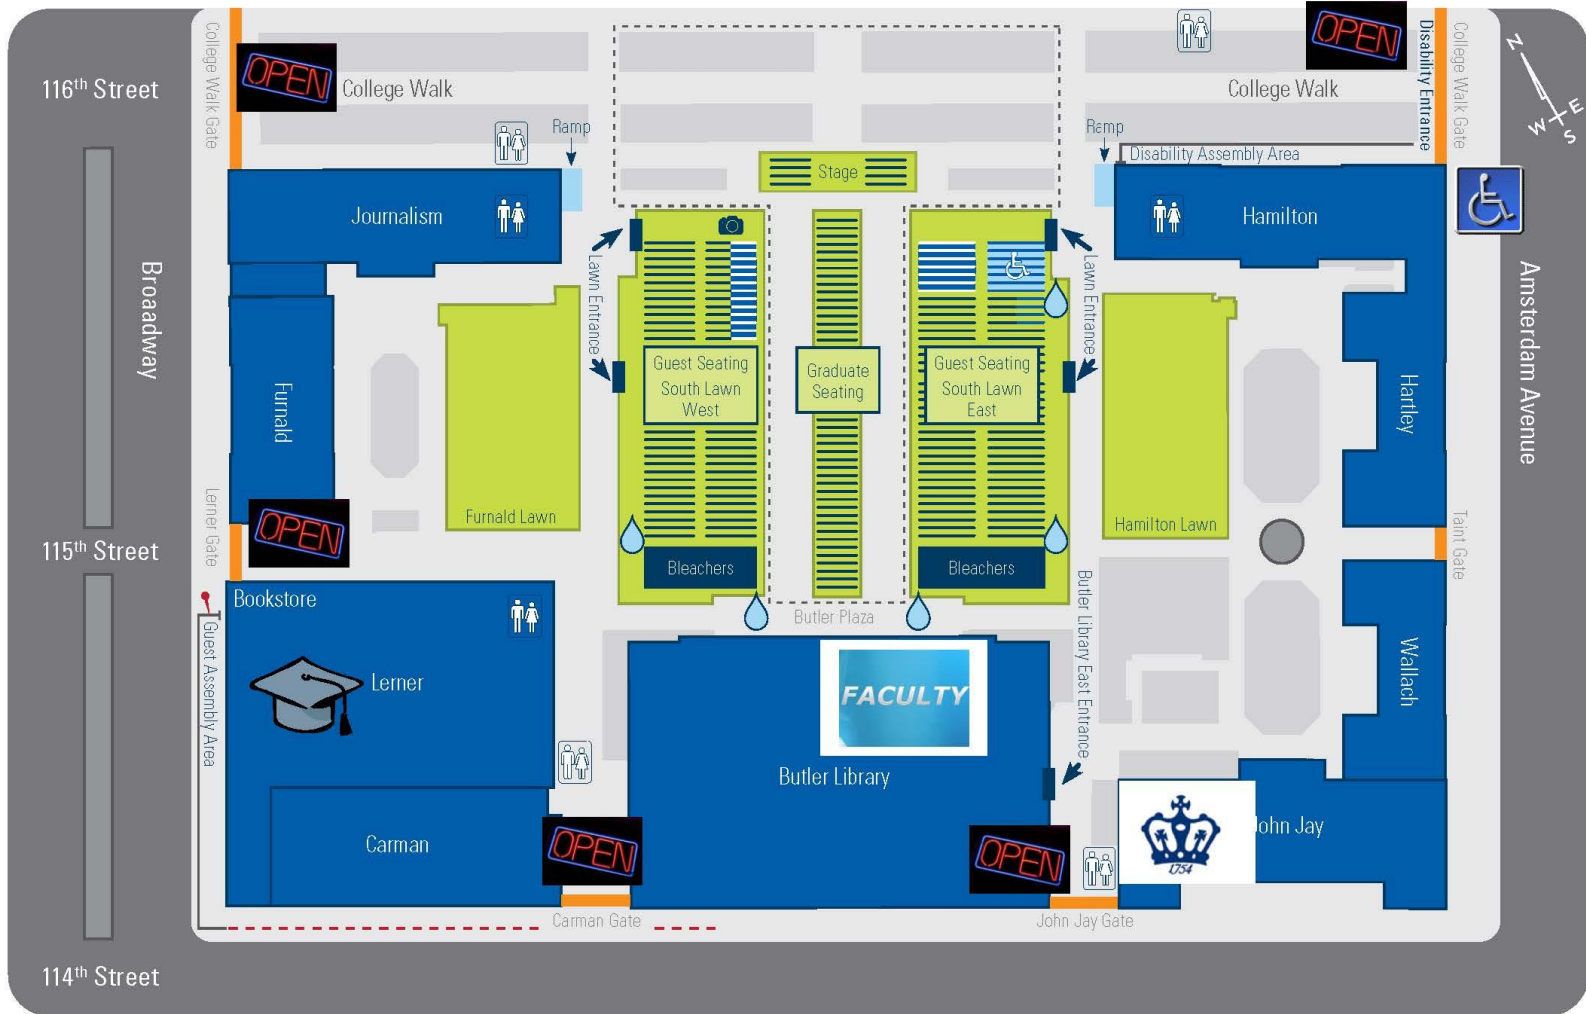 116th Street
College Walk Gate
OPEN
College Walk
Ramp
Stage
College Walk
Ramp
OPEN
Disability Entrance
College Walk Gate
N
E
W
S
Disability Assembly Area
Journalism
Hamilton
Broadway
Lawn Entrance
Lawn Entrance
Amsterdam Avenue
Guest Seating
South Lawn
West
Graduate
Seating
Guest Seating
South Lawn
East
Furnald
Hartley
Furnald Lawn
Hamilton Lawn
Lerner Gate
OPEN
115th Street
Taint Gate
Bleachers
Bleachers
Bookstore
Butler Plaza
Guest Assembly Area
Lerner
FACULTY
Butler Library East Entrance
Wallach
Butler Library
Carman
OPEN
OPEN
1754
John Jay
Carman Gate
John Jay Gate
114th Street